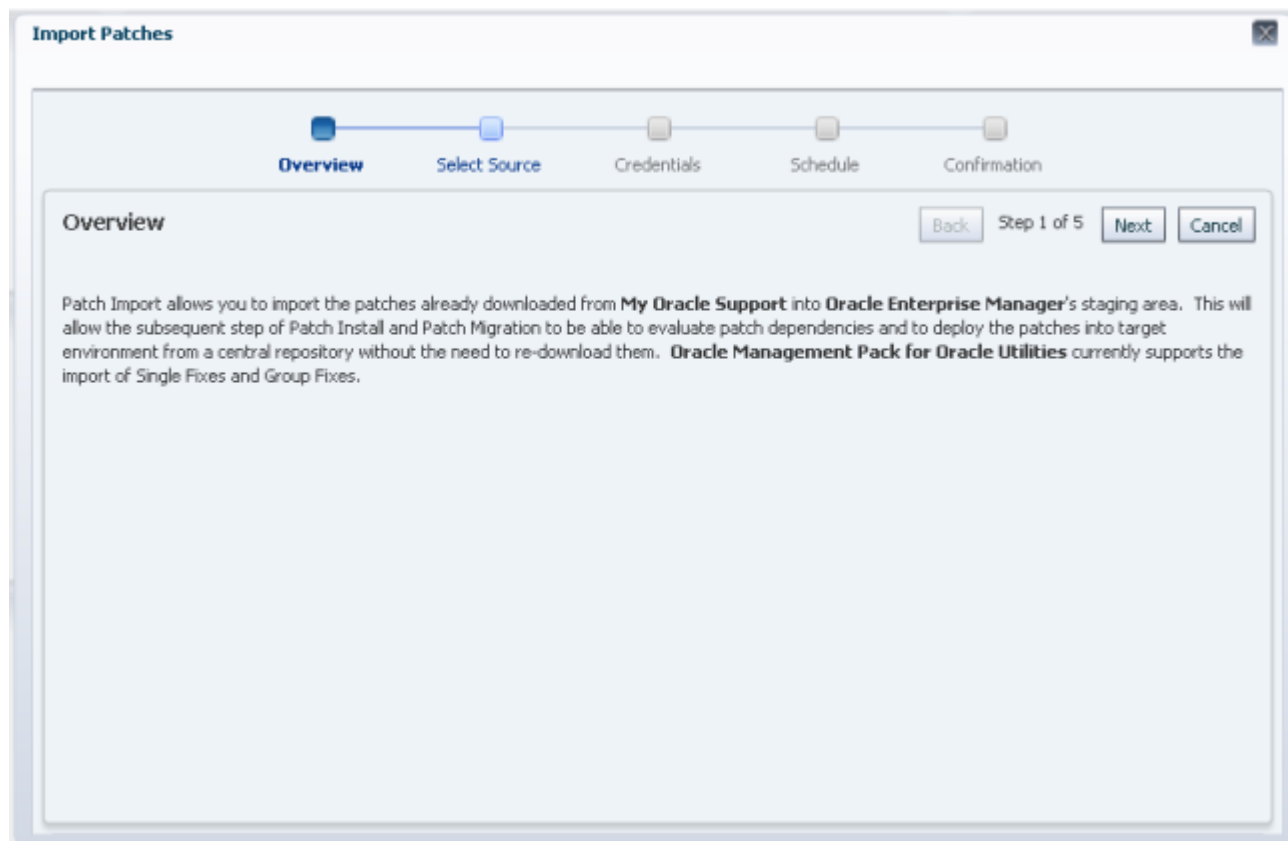 Import Patches
Overview
Select Source
Credentials
Schedule
Confirmation
Overview
Back
Step 1 of 5
Next
Cancel
Patch Import allows you to import the patches already downloaded from My Oracle Support into Oracle Enterprise Manager's staging area. This will
allow the subsequent step of Patch Install and Patch Migration to be able to evaluate patch dependencies and to deploy the patches into target
environment from a central repository without the need to re-download them. Oracle Management Pack for Oracle Utilities currently supports the
import of Single Fixes and Group Fixes.